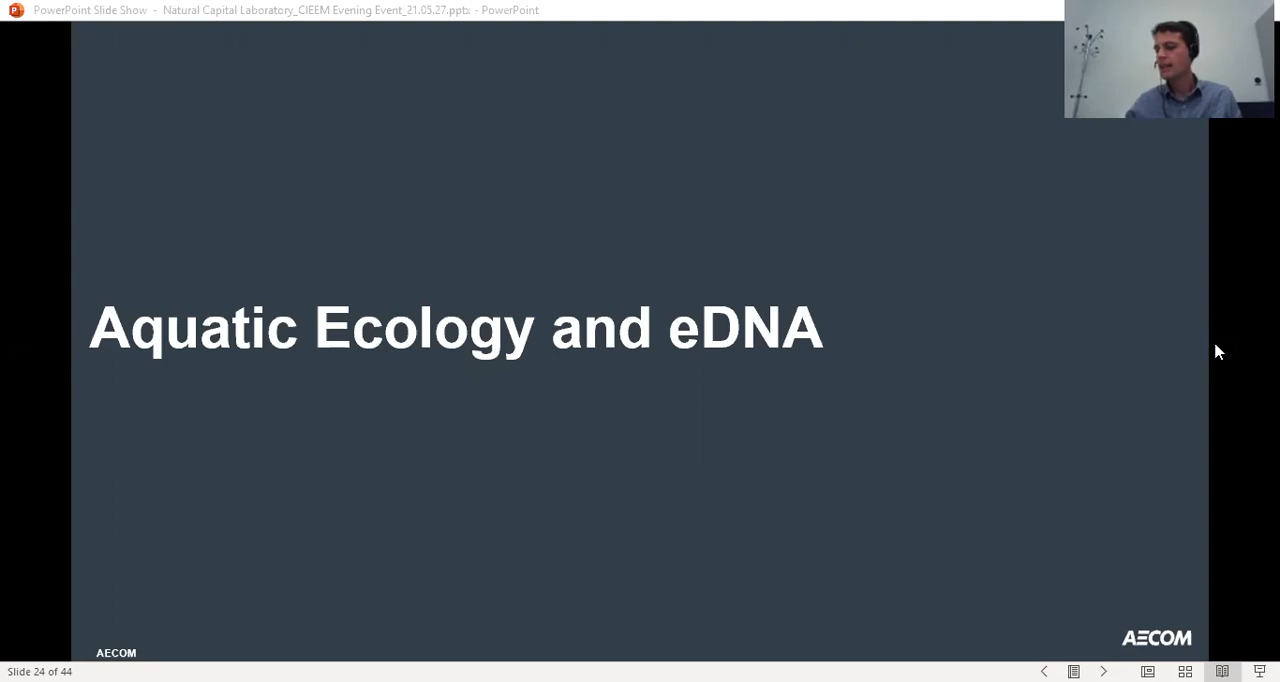 PowerPoint Slide Show - Natural Capital Laboratory_CIEEM Evening Event_21.05.27.pptx - PowerPoint
Aquatic Ecology and eDNA
AECOM
AECOM
Slide 24 of 44